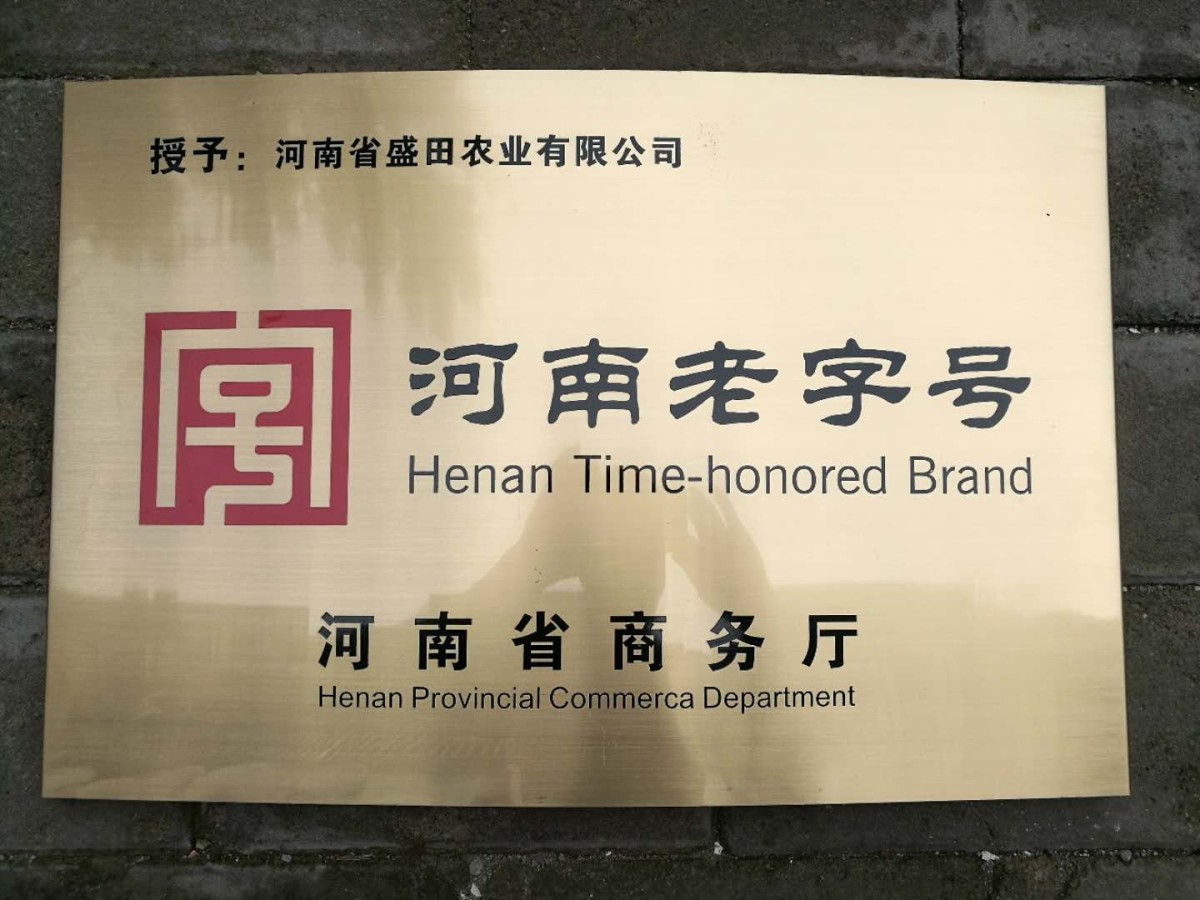 授予：河南省盛田农业有限公司
河南老字号
Henan Time-honored Brand
河南省商务厅
Henan Provincial Commerca Department